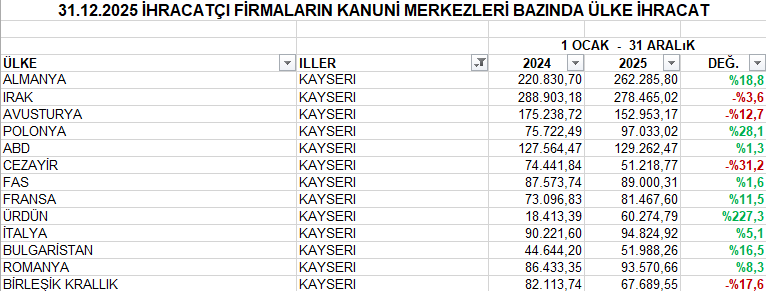 31.12.2025 İHRACATÇI FİRMALARIN KANUNİ MERKEZLERİ BAZINDA ÜLKE İHRACAT
1 OCAK - 31 ARALıK
ÜLKE ILLER 2024 2025 DEĞ.
ALMANYA KAYSERI 220.830,70 262.285,80 %18,8
IRAK KAYSERI 288.903,18 278.465,02 -%3,6
AVUSTURYA KAYSERI 175.238,72 152.953,17 -%12,7
POLONYA KAYSERI 75.722,49 97.033,02 %28,1
ABD KAYSERI 127.564,47 129.262,47 %1,3
CEZAYİR KAYSERI 74.441,84 51.218,77 -%31,2
FAS KAYSERI 87.573,74 89.000,31 %1,6
FRANSA KAYSERI 73.096,83 81.467,60 %11,5
ÜRDÜN KAYSERI 18.413,39 60.274,79 %227,3
İTALYA KAYSERI 90.221,60 94.824,92 %5,1
BULGARİSTAN KAYSERI 44.644,20 51.988,26 %16,5
ROMANYA KAYSERI 86.433,35 93.570,66 %8,3
BİRLEŞİK KRALLIK KAYSERI 82.113,74 67.689,55 -%17,6